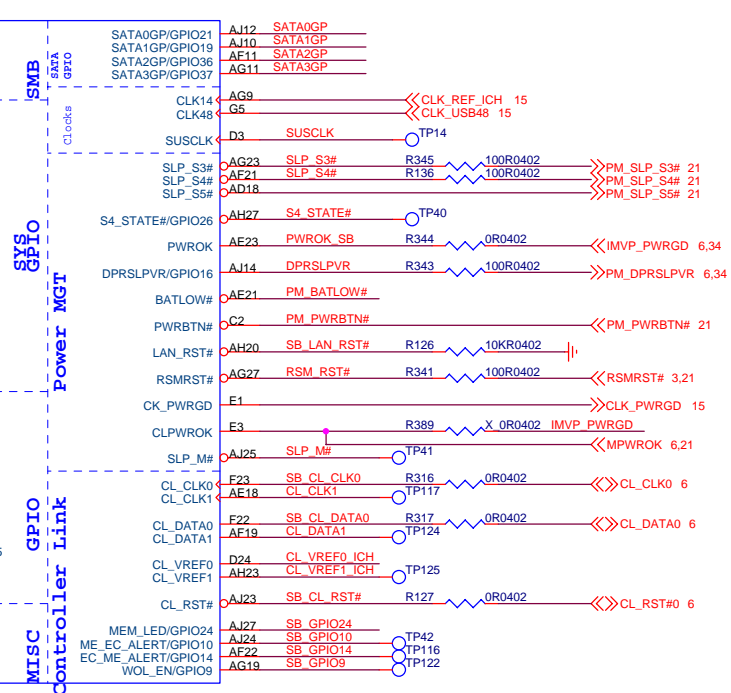 SMB
SATA GPIO
SATA0GP/GPIO21 AJ12 SATA0GP
SATA1GP/GPIO19 AJ10 SATA1GP
SATA2GP/GPIO36 AF11 SATA2GP
SATA3GP/GPIO37 AG11 SATA3GP
Clocks
CLK14 AG9 CLK_REF_ICH 15
CLK48 G5 CLK_USB48 15
SUSCLK D3 SUSCLK TP14
SYS GPIO
Power MGT
SLP_S3# AG23 SLP_S3# R345 100R0402 PM_SLP_S3# 21
SLP_S4# AF21 SLP_S4# R136 100R0402 PM_SLP_S4# 21
SLP_S5# AD18 PM_SLP_S5# 21
S4_STATE#/GPIO26 AH27 S4_STATE# TP40
PWROK AE23 PWROK_SB R344 0R0402 IMVP_PWRGD 6,34
DPRSLPVR/GPIO16 AJ14 DPRSLPVR R343 100R0402 PM_DPRSLPVR 6,34
BATLOW# AE21 PM_BATLOW#
PWRBTN# C2 PM_PWRBTN# PM_PWRBTN# 21
LAN_RST# AH20 SB_LAN_RST# R126 10KR0402
RSMRST# AG27 RSM_RST# R341 100R0402 RSMRST# 3,21
CK_PWRGD E1 CLK_PWRGD 15
CLPWROK E3 R389 X_0R0402 IMVP_PWRGD
MPWROK 6,21
SLP_M# AJ25 SLP_M# TP41
GPIO
Controller Link
CL_CLK0 F23 SB_CL_CLK0 R316 0R0402 CL_CLK0 6
CL_CLK1 AE18 CL_CLK1 TP117
CL_DATA0 F22 SB_CL_DATA0 R317 0R0402 CL_DATA0 6
CL_DATA1 AF19 CL_DATA1 TP124
CL_VREF0 D24 CL_VREF0_ICH
CL_VREF1 AH23 CL_VREF1_ICH TP125
CL_RST# AJ23 SB_CL_RST# R127 0R0402 CL_RST#0 6
MISC
MEM_LED/GPIO24 AJ27 SB_GPIO24
ME_EC_ALERT/GPIO10 AJ24 SB_GPIO10 TP42
EC_ME_ALERT/GPIO14 AF22 SB_GPIO14 TP116
WOL_EN/GPIO9 AG19 SB_GPIO9 TP122